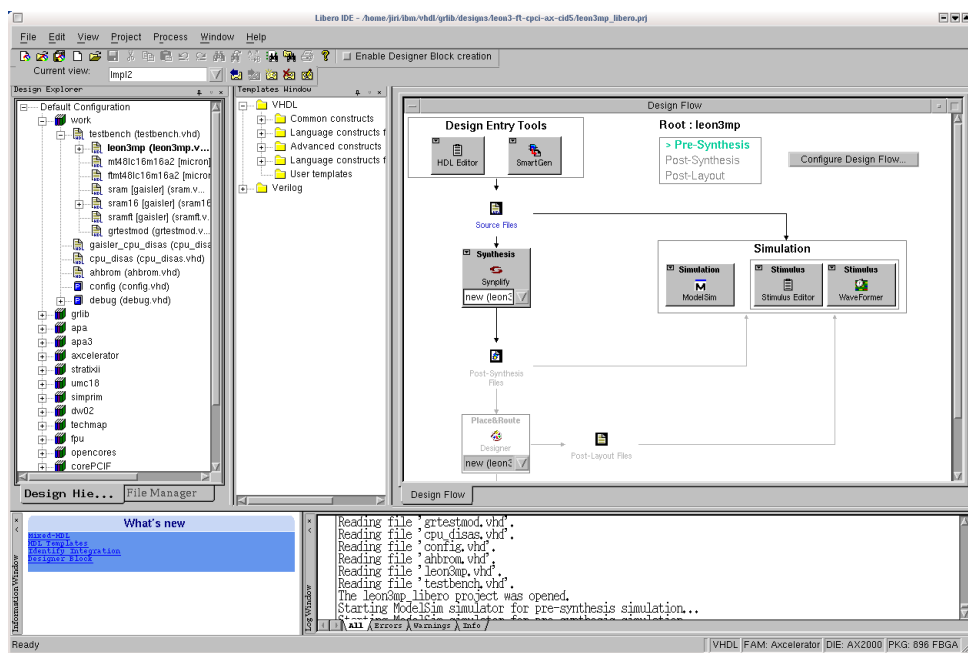 Libero IDE - /home/jiri/ibm/vhdl/grlib/designs/leon3-ft-cpci-ax-cid5/leon3mp_libero.prj
File Edit View Project Process Window Help
Enable Designer Block creation
Current view: Impl2
Design Explorer
Default Configuration
work
testbench (testbench.vhd)
leon3mp (leon3mp.v...
mt48lc16m16a2 [micron]
ftmt48lc16m16a2 [micron
sram [gaisler] (sram.v...
sram16 [gaisler] (sram16
sramft [gaisler] (sramft.v.
grtestmod (grtestmod.v...
gaisler_cpu_disas (cpu_disa
cpu_disas (cpu_disas.vhd)
ahbrom (ahbrom.vhd)
config (config.vhd)
debug (debug.vhd)
grlib
apa
apa3
axcelerator
stratixii
umc18
simprim
dw02
techmap
fpu
opencores
corePCIF
Design Hie... File Manager
Templates Window
VHDL
Common constructs
Language constructs f
Advanced constructs
Language constructs f
User templates
Verilog
Design Flow
Design Entry Tools
HDL Editor
SmartGen
Root : leon3mp
> Pre-Synthesis
Post-Synthesis
Post-Layout
Configure Design Flow...
Source Files
Synthesis
Synplify
new (leon3
Simulation
Simulation
ModelSim
Stimulus
Stimulus Editor
Stimulus
WaveFormer
Post-Synthesis
Files
Place&Route
Designer
new (leon3
Post-Layout Files
Design Flow
Information Window
What's new
Mixed-HDL
HDL Templates
Identify Integration
Designer Block
Log Window
Reading file 'grtestmod.vhd'.
Reading file 'cpu_disas.vhd'.
Reading file 'config.vhd'.
Reading file 'ahbrom.vhd'.
Reading file 'leon3mp.vhd'.
Reading file 'testbench.vhd'.
The leon3mp_libero project was opened.
Starting ModelSim simulator for pre-synthesis simulation...
Starting ModelSim simulator for pre-synthesis simulation
All Errors Warnings Info
Ready
VHDL FAM: Axcelerator DIE: AX2000 PKG: 896 FBGA